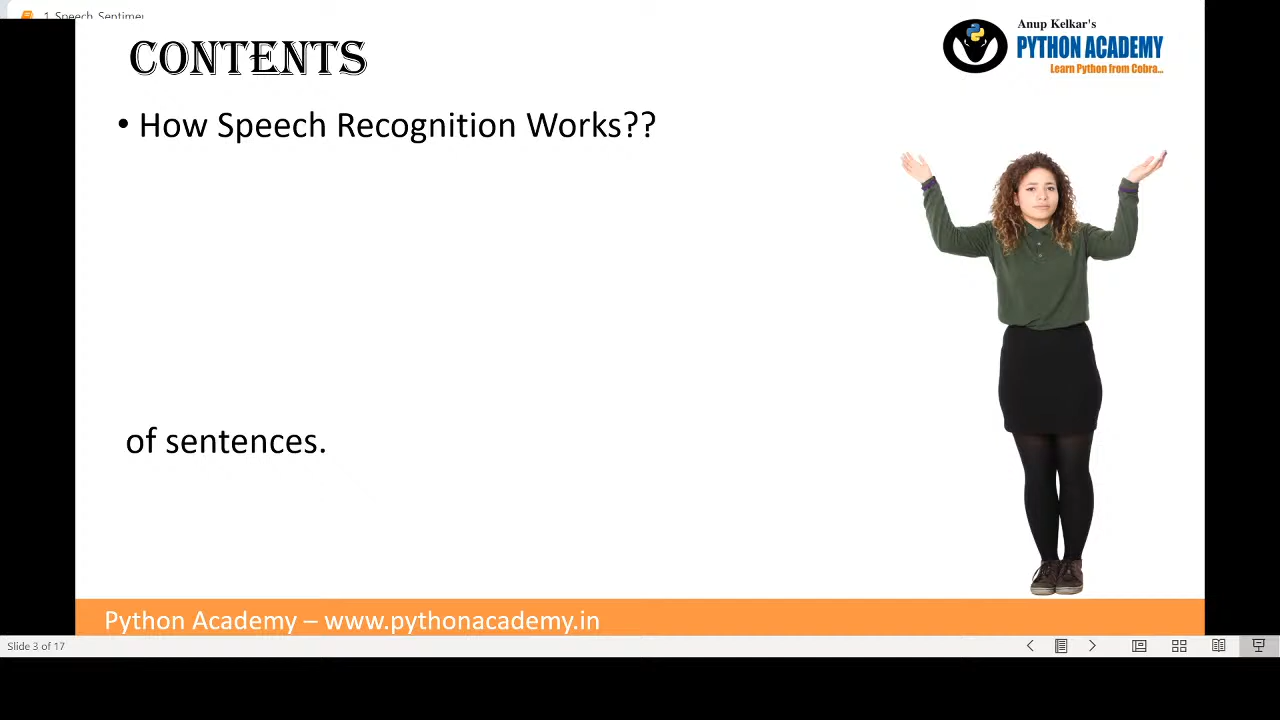 1_Speech_Sentime
CONTENTS
Anup Kelkar's
PYTHON ACADEMY
Learn Python from Cobra...
• How Speech Recognition Works??
of sentences.
Python Academy – www.pythonacademy.in
Slide 3 of 17